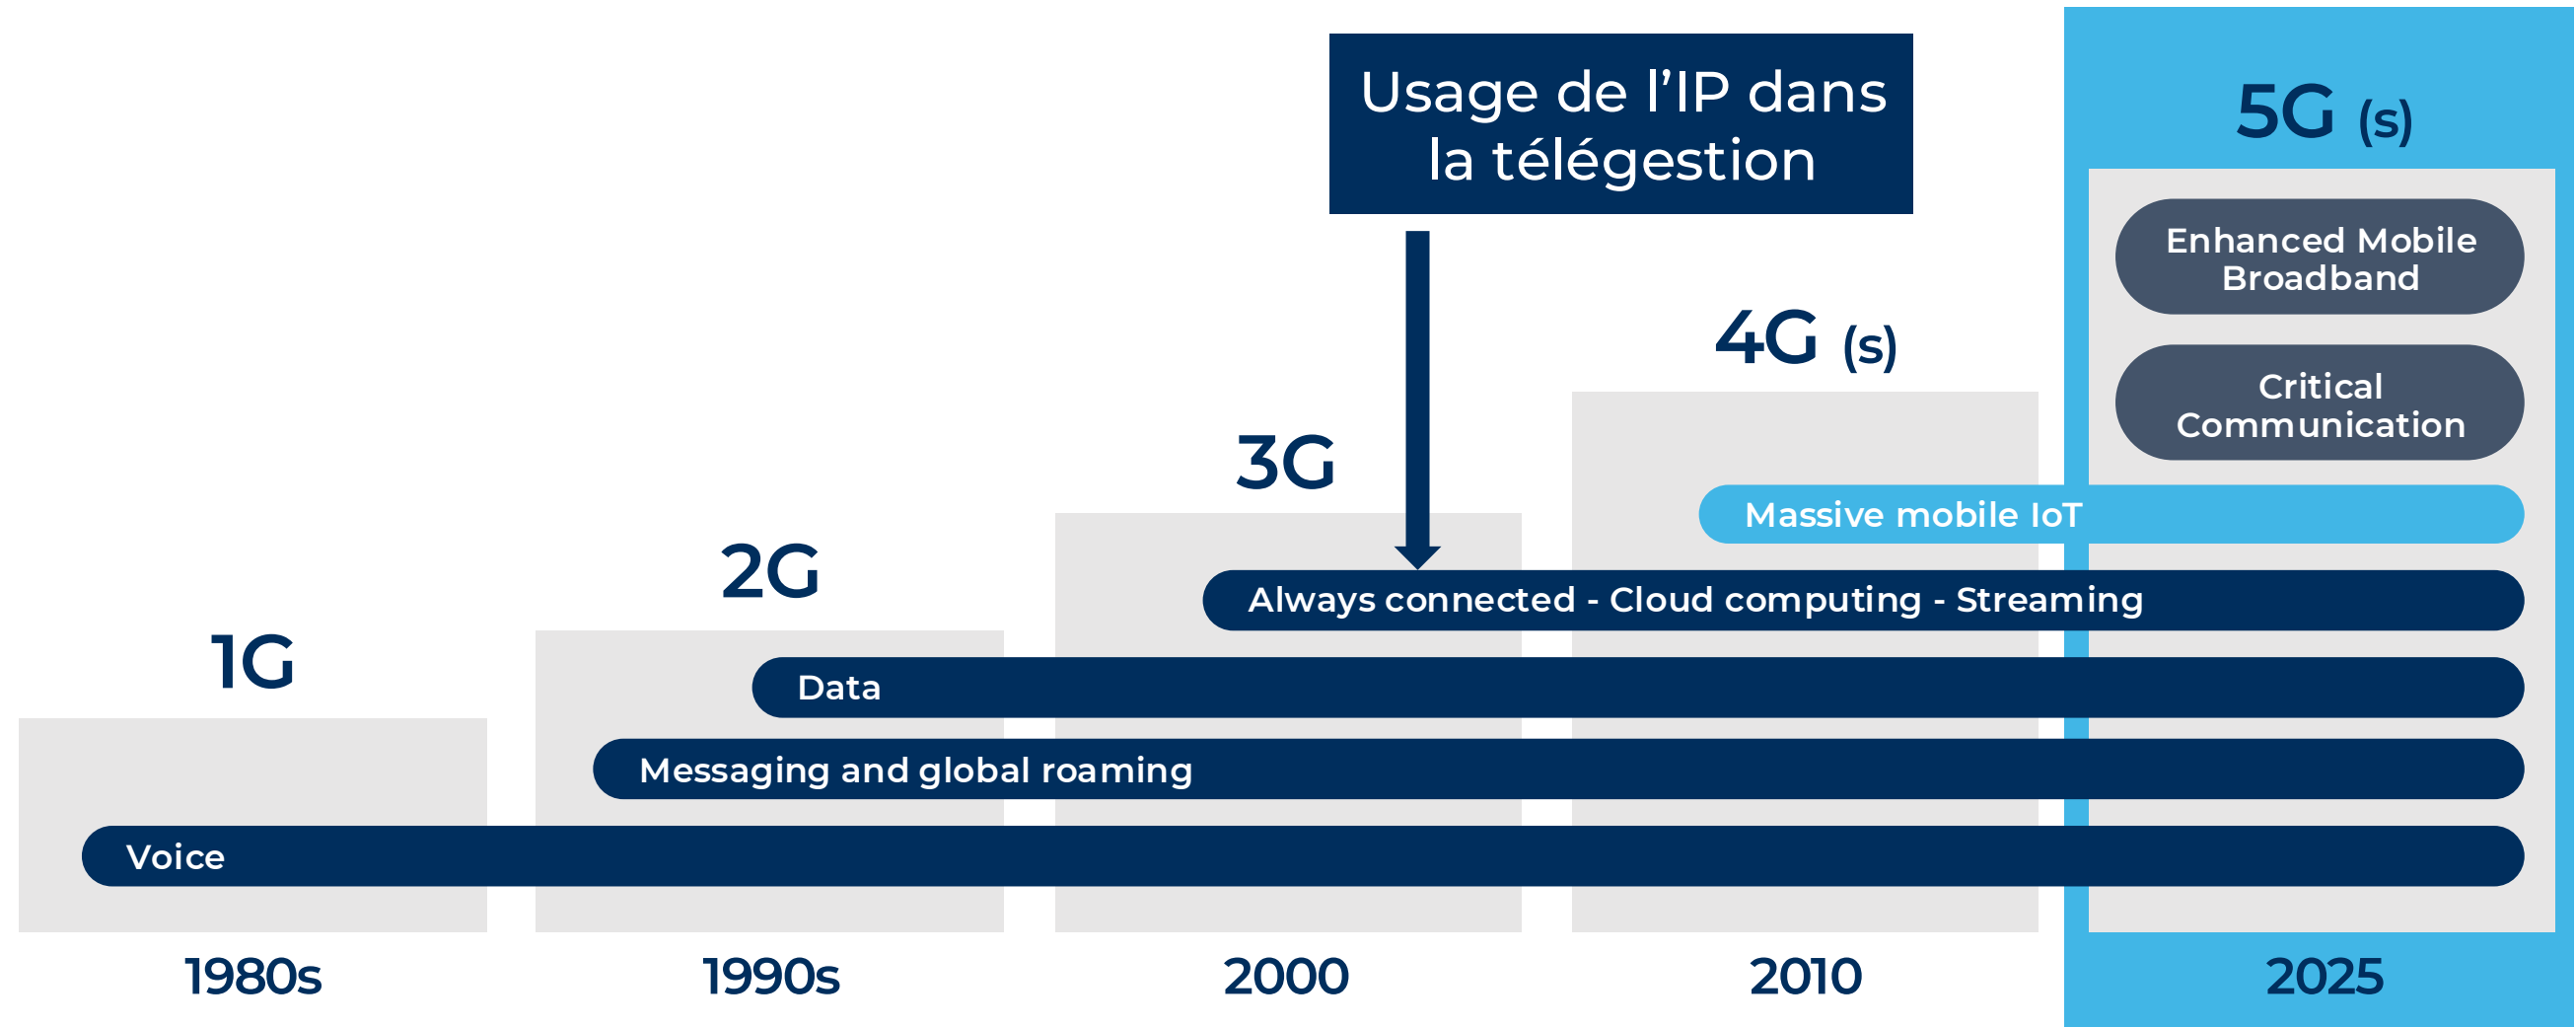 Usage de l’IP dans
la télégestion
5G (s)
Enhanced Mobile
Broadband
Critical
Communication
4G (s)
Massive mobile IoT
3G
Always connected - Cloud computing - Streaming
2G
Data
1G
Messaging and global roaming
Voice
1980s
1990s
2000
2010
2025